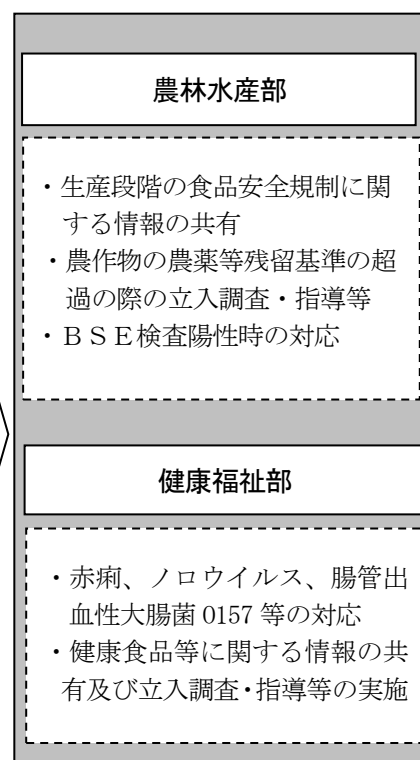 農林水産部
・生産段階の食品安全規制に関
する情報の共有
・農作物の農薬等残留基準の超
過の際の立入調査・指導等
・ＢＳＥ検査陽性時の対応
健康福祉部
・赤痢、ノロウイルス、腸管出
血性大腸菌 0157 等の対応
・健康食品等に関する情報の共
有及び立入調査・指導等の実施